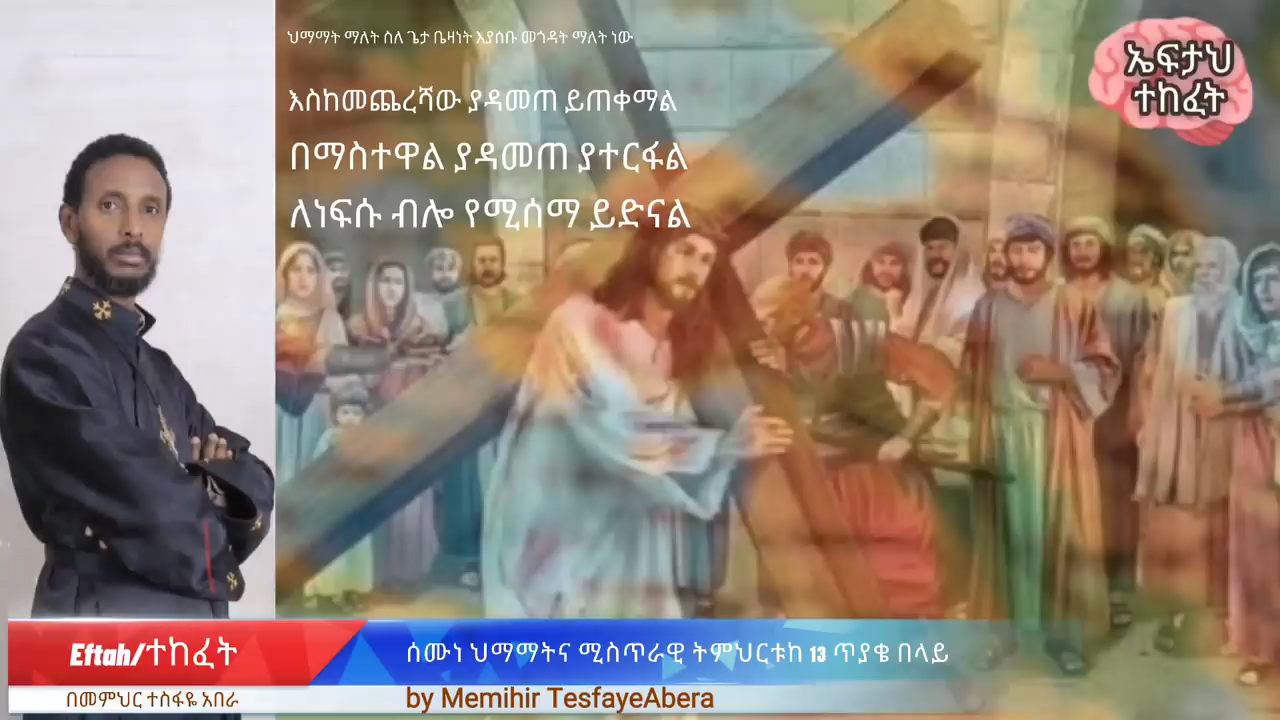 ህማማት ማለት ስለ ጌታ ቤዛነት እያሰቡ መጎዳት ማለት ነው
እስከመጨረሻው ያዳመጠ ይጠቀማል
በማስተዋል ያዳመጠ ያተርፋል
ለነፍሱ ብሎ የሚሰማ ይድናል
ኤፍታህ
ተከፈት
Eftah/ተከፈት
ሰሙነ ህማማትና ሚስጥራዊ ትምህርቱከ 13 ጥያቄ በላይ
በመምህር ተስፋዬ አበራ
by Memihir TesfayeAbera